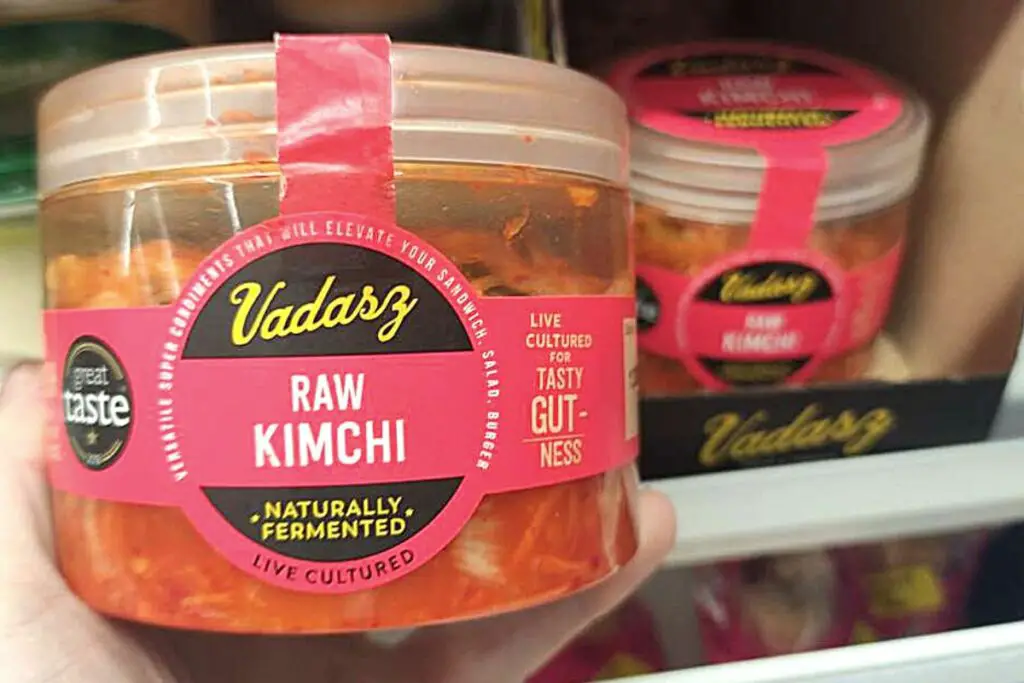 VERSATILE SUPER CONDIMENTS THAT WILL ELEVATE YOUR SANDWICH, SALAD, BURGER
Vadasz
RAW
KIMCHI
NATURALLY
FERMENTED
LIVE CULTURED
great
taste
LIVE
CULTURED
FOR
TASTY
GUT-
NESS
KIMCHI
Vadasz
RAW
KIMCHI
Vadasz